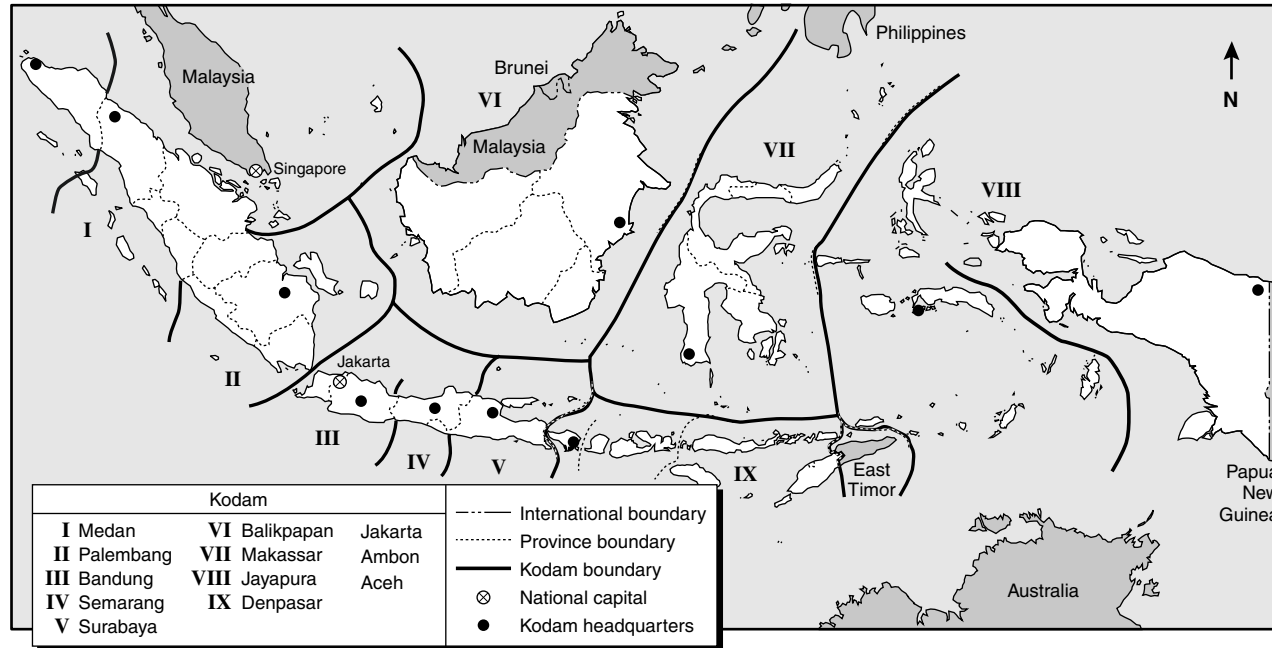 Philippines
Malaysia
Brunei
VI
N
Malaysia
VII
Singapore
VIII
I
Jakarta
II
III
IV
V
IX
East
Timor
Papua
New
Guinea
Australia
Kodam
I Medan
II Palembang
III Bandung
IV Semarang
V Surabaya
VI Balikpapan
VII Makassar
VIII Jayapura
IX Denpasar
Jakarta
Ambon
Aceh
International boundary
Province boundary
Kodam boundary
National capital
Kodam headquarters